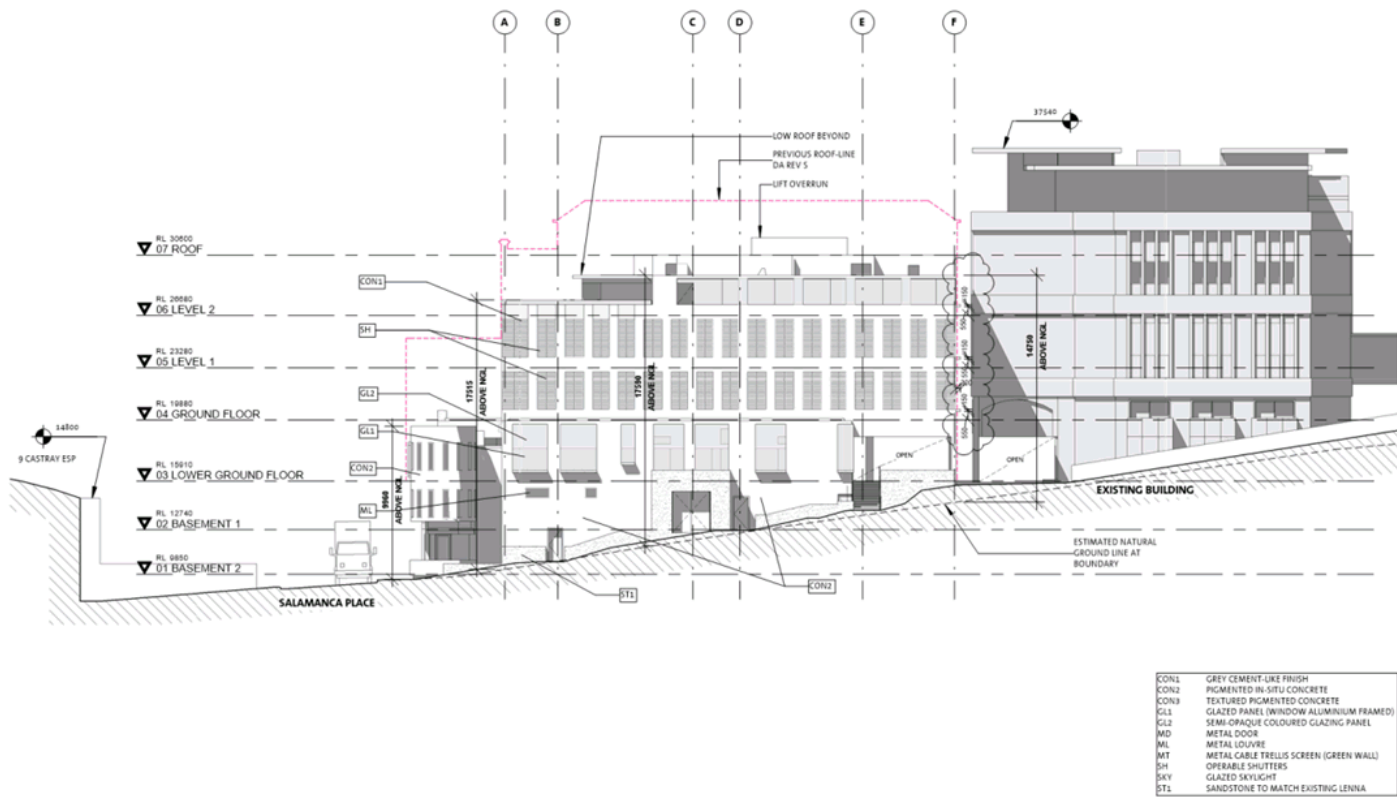 A B C D E F
37540
LOW ROOF BEYOND
PREVIOUS ROOF-LINE
DA REV S
LIFT OVERRUN
RL 30600
07 ROOF
CON1
RL 26680
06 LEVEL 2
SH
RL 23280
05 LEVEL 1
17515
ABOVE NGL
17590
ABOVE NGL
14750
ABOVE NGL
550 150
550 150
550 150
550
GL2
RL 19880
04 GROUND FLOOR
14800
GL1
9 CASTRAY ESP
CON2
OPEN
OPEN
RL 15910
03 LOWER GROUND FLOOR
9960
ABOVE NGL
EXISTING BUILDING
ML
RL 12740
02 BASEMENT 1
ESTIMATED NATURAL
GROUND LINE AT
BOUNDARY
RL 9850
01 BASEMENT 2
CON2
ST1
SALAMANCA PLACE
CON1 GREY CEMENT-LIKE FINISH
CON2 PIGMENTED IN-SITU CONCRETE
CON3 TEXTURED PIGMENTED CONCRETE
GL1 GLAZED PANEL (WINDOW ALUMINIUM FRAMED)
GL2 SEMI-OPAQUE COLOURED GLAZING PANEL
MD METAL DOOR
ML METAL LOUVRE
MT METAL CABLE TRELLIS SCREEN (GREEN WALL)
SH OPERABLE SHUTTERS
SKY GLAZED SKYLIGHT
ST1 SANDSTONE TO MATCH EXISTING LENNA